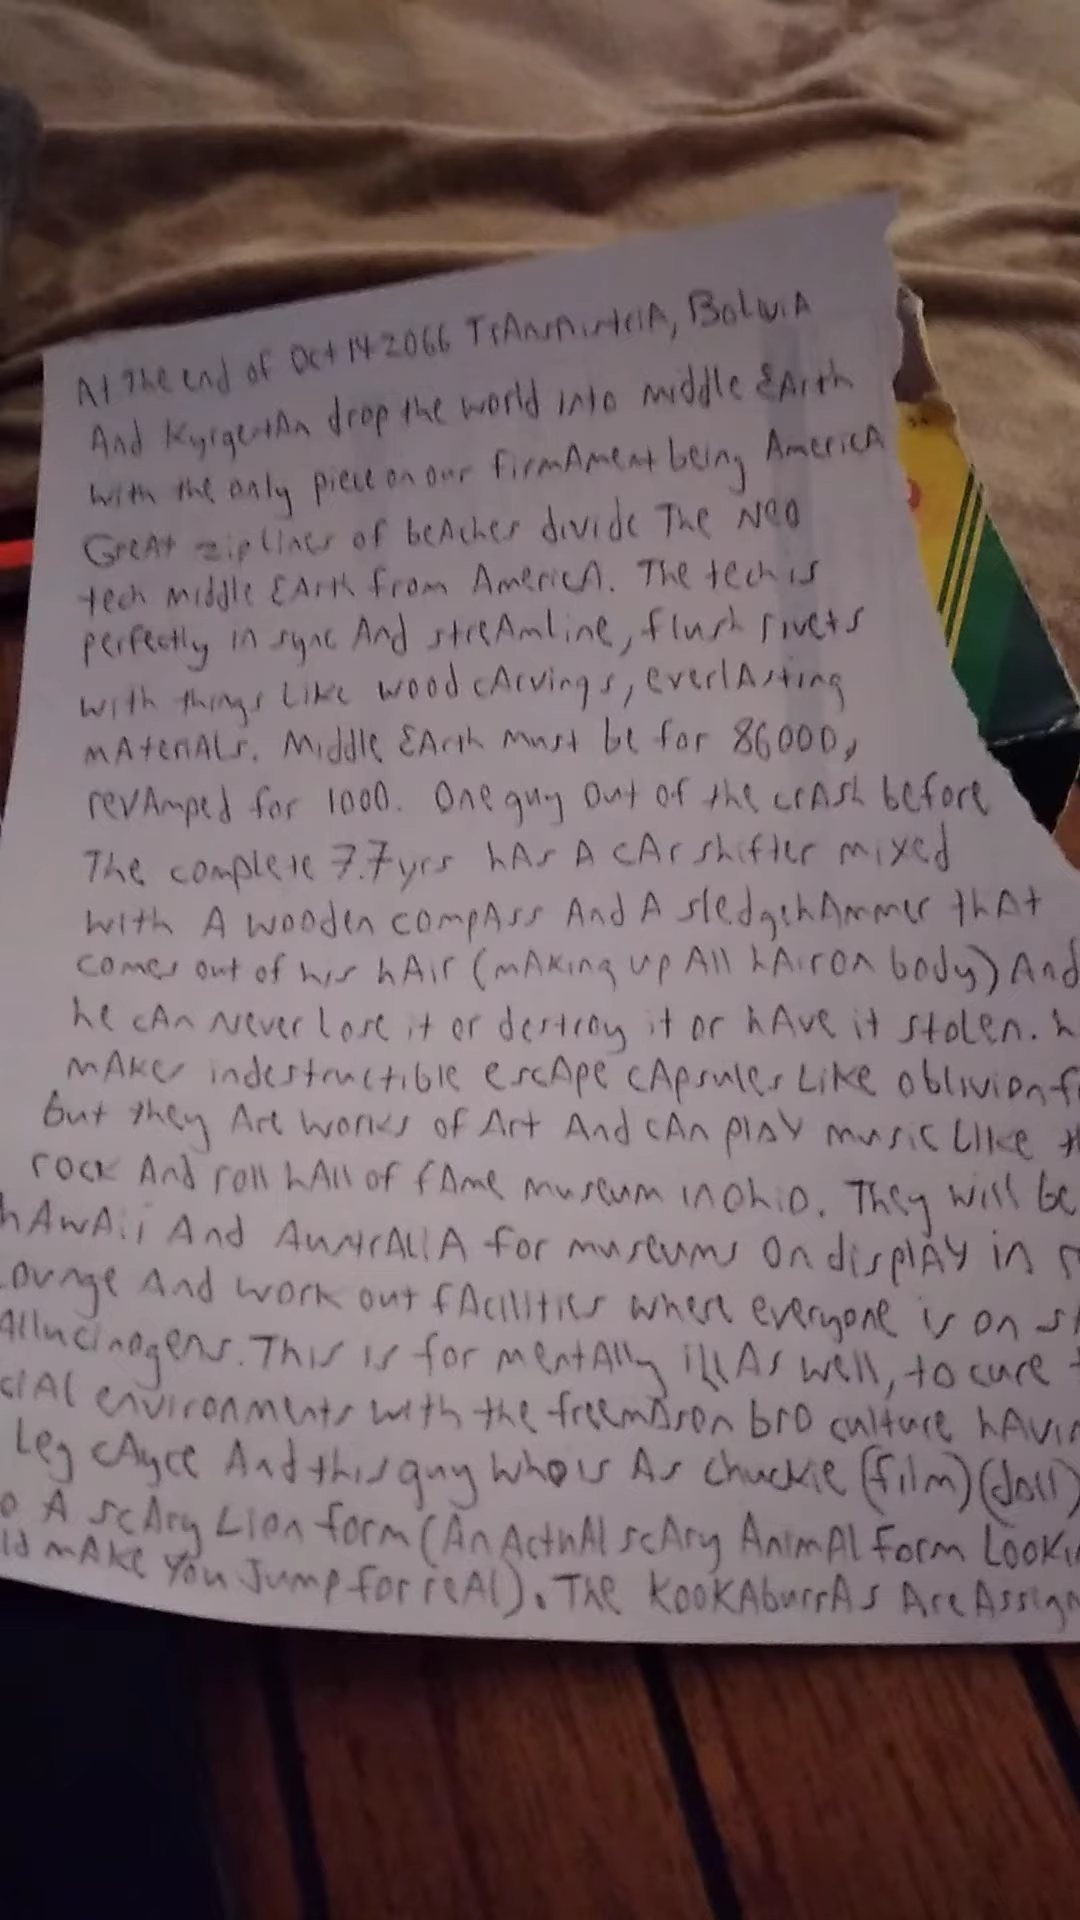 At The end of Oct 14 2066 TrAnsnistriA, BoliviA
And KyrgestAn drop the world into middle EArth
with the only piece on our firmAment being AmericA
GreAt ziplines of beAches divide The Neo
tech middle EArth from AmericA. The tech is
perfectly in sync And streAmline, flush rivets
with things Like wood cArvings, everlAsting
mAteriAls. Middle EArth must be for 86000,
revAmped for 1000. One guy out of the crAsh before
The complete 7.7 yrs hAs A cAr shifter mixed
with A wooden compAss And A sledgehAmmer thAt
comes out of his hAir (mAking up All hAir on body) And
he cAn Never lose it or destroy it or hAve it stolen. h
mAkes indestructible escApe cApsules Like oblivion
but they Are works of Art And cAn plAy music Like th
rock And roll hAll of fAme museum in Ohio. They will be
hAwAii And AustrAliA for museums On displAy in
Lounge And work out fAcilities where everyone is on
Allucinogens. This is for mentAlly ill As well, to cure
ciAl environments with the freemAson bro culture hAvin
Leg cAyce And this guy who is As chuckie (film) (doll)
o A scAry Lion form (An ActuAl scAry AnimAl form Looki
ld mAke You Jump for reAl). The kookAburrAs Are Assign